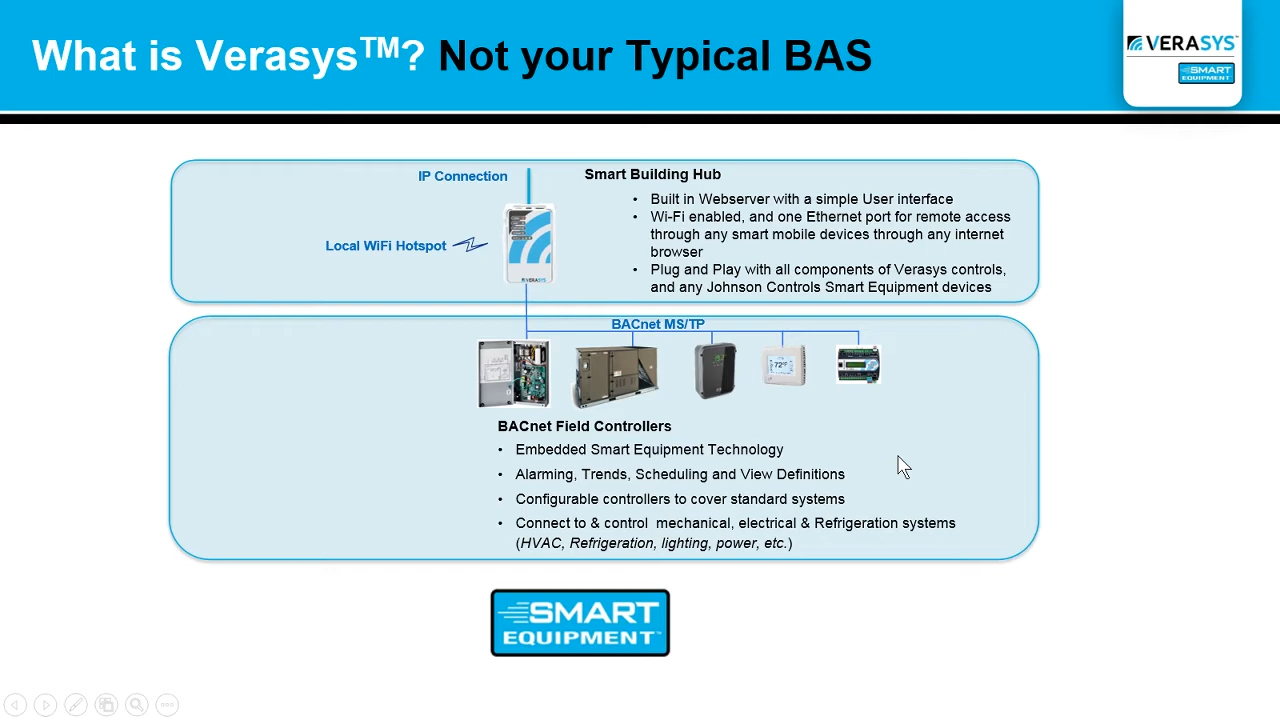 What is Verasys™? Not your Typical BAS
VERASYS™
SMART
EQUIPMENT
IP Connection
Local WiFi Hotspot
VERASYS
Smart Building Hub
• Built in Webserver with a simple User interface
• Wi-Fi enabled, and one Ethernet port for remote access
through any smart mobile devices through any internet
browser
• Plug and Play with all components of Verasys controls,
and any Johnson Controls Smart Equipment devices
BACnet MS/TP
72°F
BACnet Field Controllers
• Embedded Smart Equipment Technology
• Alarming, Trends, Scheduling and View Definitions
• Configurable controllers to cover standard systems
• Connect to & control mechanical, electrical & Refrigeration systems
(HVAC, Refrigeration, lighting, power, etc.)
SMART
EQUIPMENT™